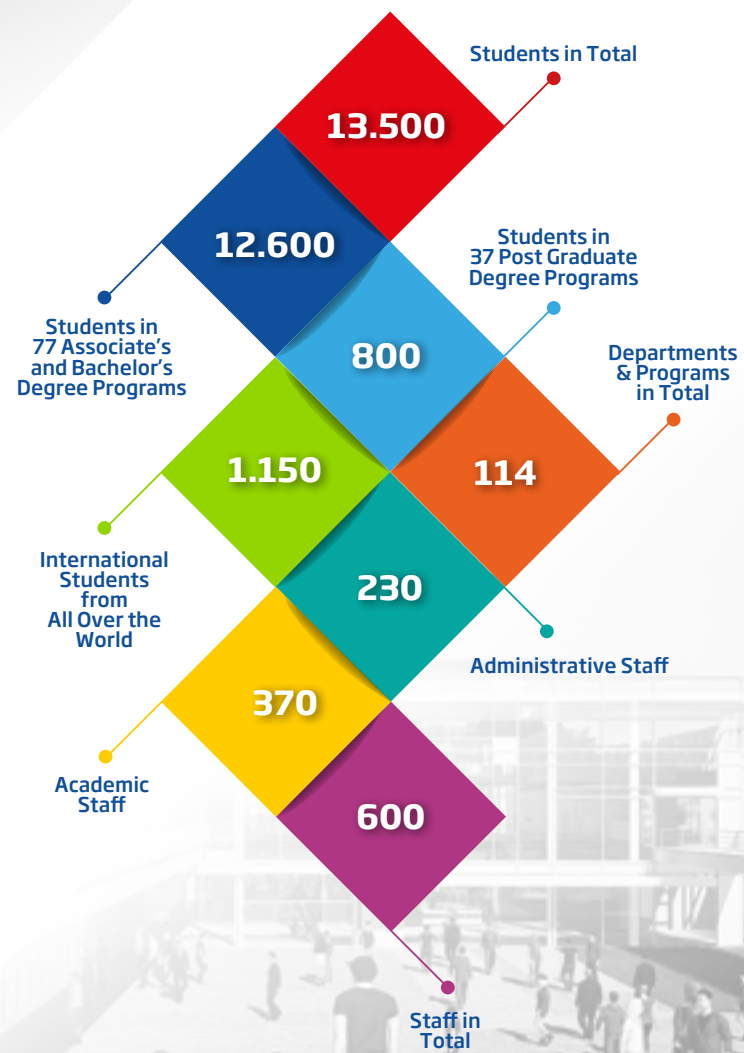 Students in Total
13.500
12.600
Students in
77 Associate's
and Bachelor's
Degree Programs
Students in
37 Post Graduate
Degree Programs
800
Departments
& Programs
in Total
114
1.150
International
Students
from
All Over the
World
230
Administrative Staff
370
Academic
Staff
600
Staff in
Total